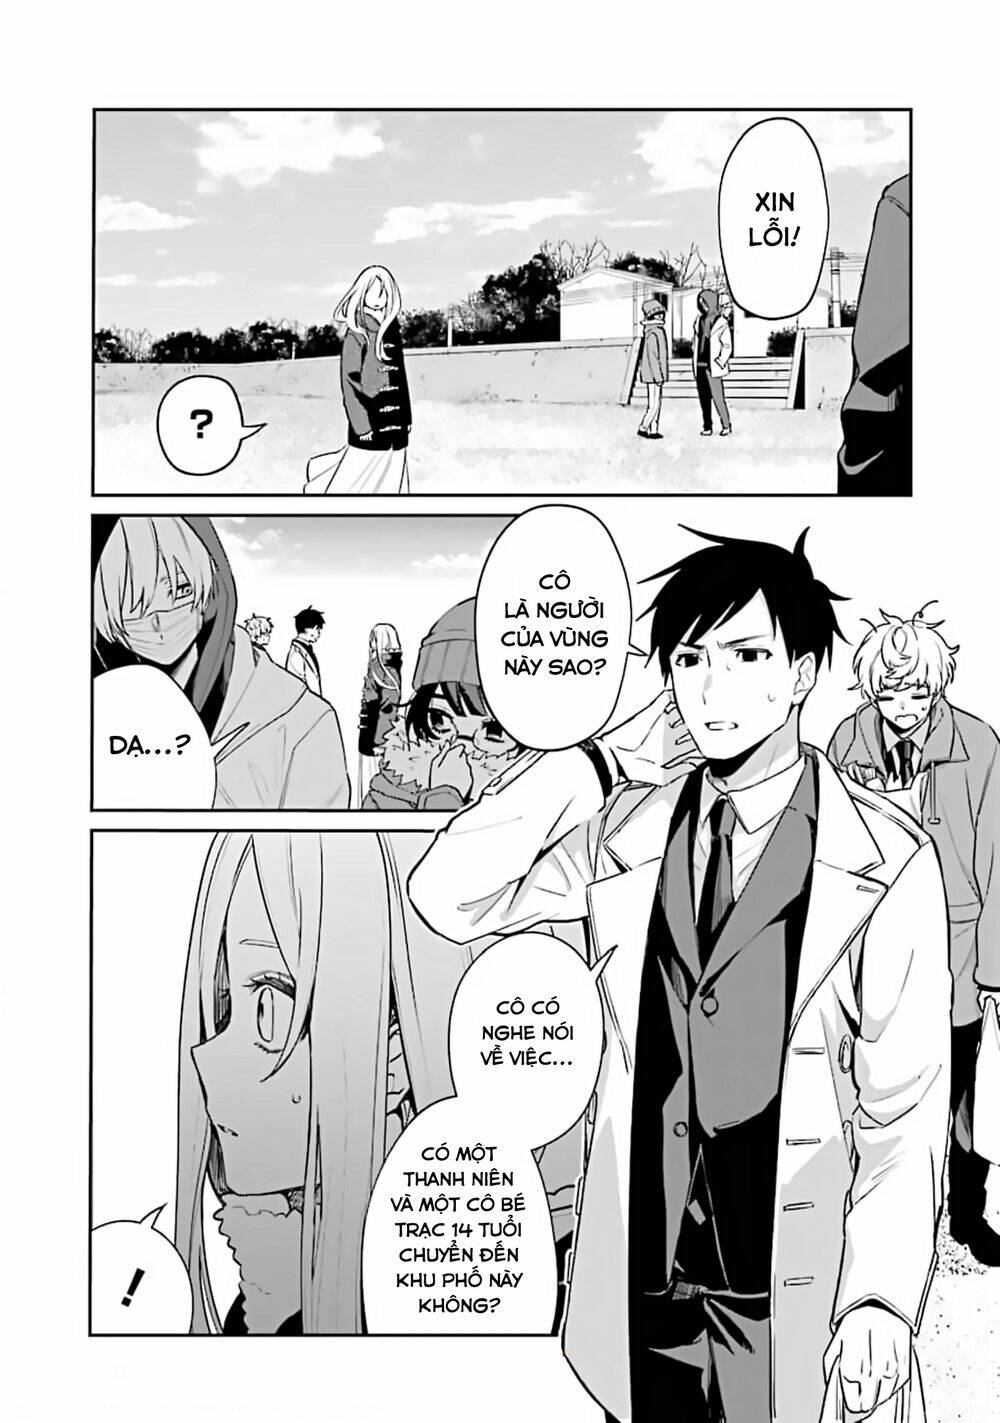 XIN
LỖI!
?
CÔ
LÀ NGƯỜI
CỦA VÙNG
NÀY SAO?
DẠ...?
CÔ CÓ
NGHE NÓI
VỀ VIỆC...
CÓ MỘT
THANH NIÊN
VÀ MỘT CÔ BÉ
TRẠC 14 TUỔI
CHUYỂN ĐẾN
KHU PHỐ NÀY
KHÔNG?
!